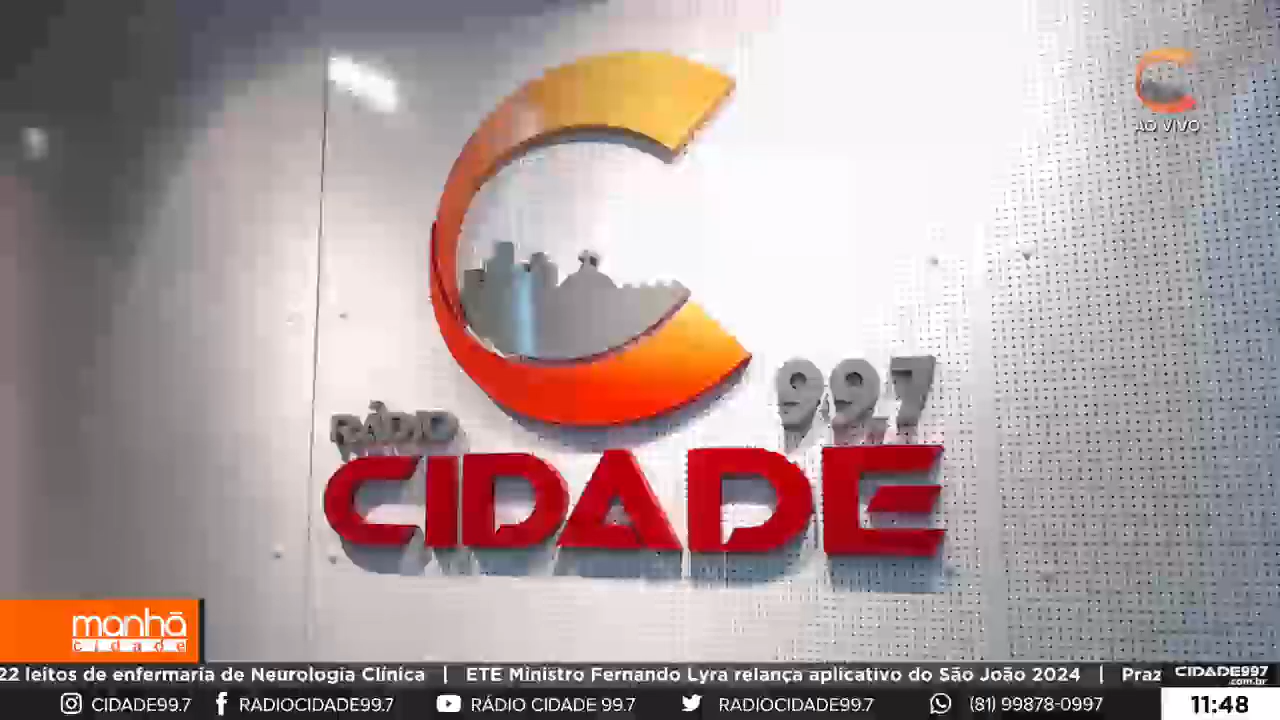 AO VIVO
99,7
RÁDIO
CIDADE
manhã
cidade
22 leitos de enfermaria de Neurologia Clínica | ETE Ministro Fernando Lyra relança aplicativo do São João 2024 | Praz
CIDADE997
.com.br
CIDADE99.7 RADIOCIDADE99.7 RÁDIO CIDADE 99.7 RADIOCIDADE99.7 (81) 99878-0997
11:48